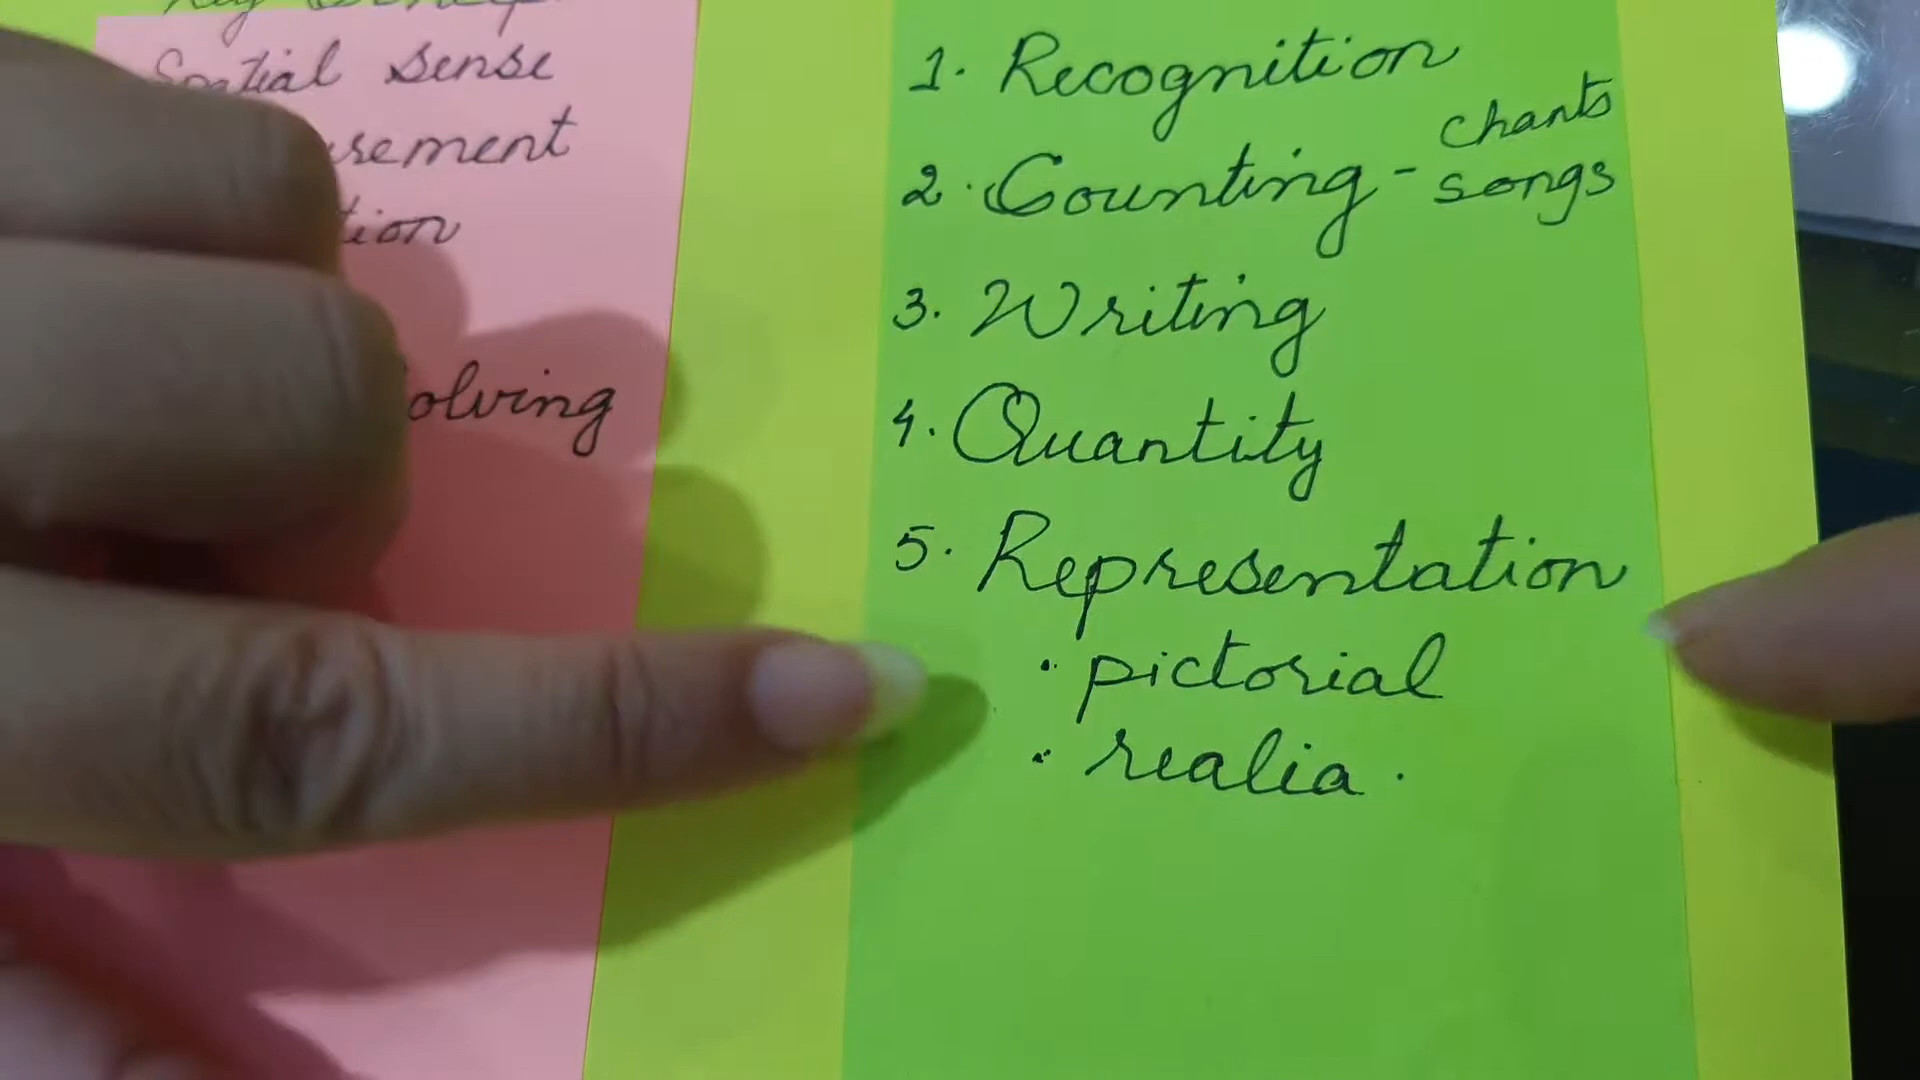 Spatial sense
olving
1. Recognition
2. Counting - chants
songs
3. Writing
4. Quantity
5. Representation
• pictorial
• realia.